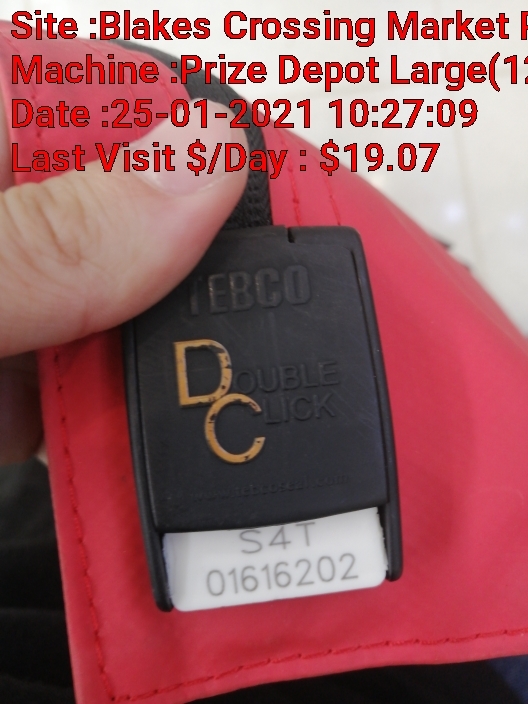 Site :Blakes Crossing Market
Machine :Prize Depot Large(12
Date :25-01-2021 10:27:09
Last Visit $/Day : $19.07
TEBCO
DOUBLE
CLICK
S4T
01616202